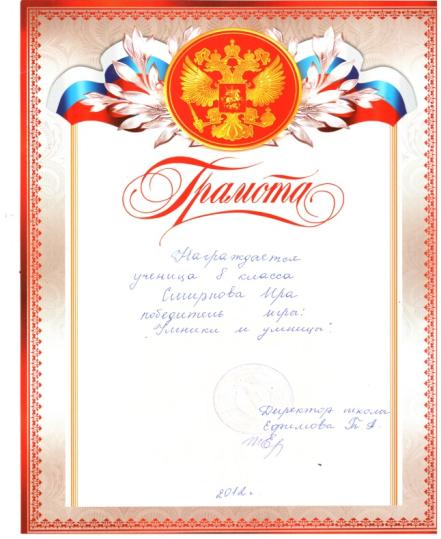 Грамота
Награждается
ученица 8 класса
Смирнова Ира
победитель игры:
"Умники и умницы".
Директор школы
Ефимова
2012г.